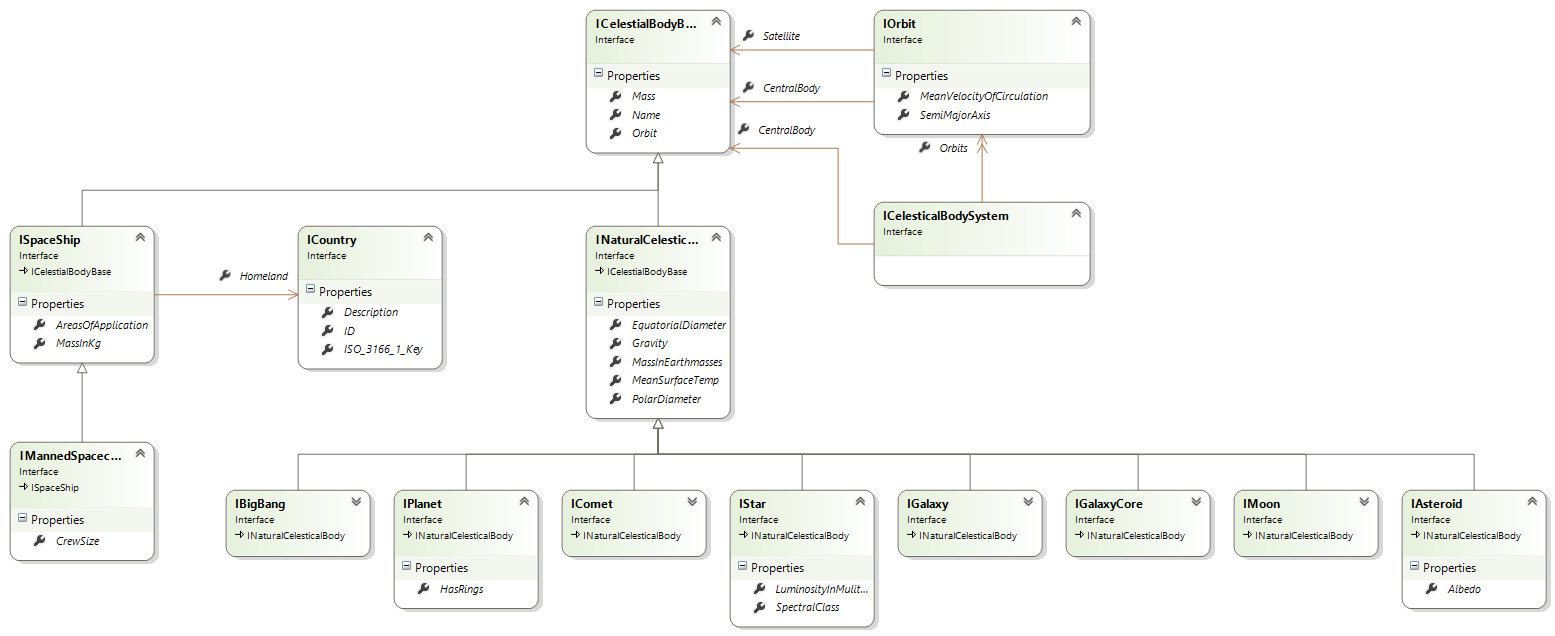 ICelestialBodyB...
Interface
Properties
Mass
Name
Orbit
Satellite
CentralBody
CentralBody
IOrbit
Interface
Properties
MeanVelocityOfCirculation
SemiMajorAxis
Orbits
ICelesticalBodySystem
Interface
ISpaceShip
Interface
ICelestialBodyBase
Properties
AreasOfApplication
MassInKg
Homeland
ICountry
Interface
Properties
Description
ID
ISO_3166_1_Key
INaturalCelestic...
Interface
ICelestialBodyBase
Properties
EquatorialDiameter
Gravity
MassInEarthmasses
MeanSurfaceTemp
PolarDiameter
IMannedSpacec...
Interface
ISpaceShip
Properties
CrewSize
IBigBang
Interface
INaturalCelesticalBody
IPlanet
Interface
INaturalCelesticalBody
Properties
HasRings
IComet
Interface
INaturalCelesticalBody
IStar
Interface
INaturalCelesticalBody
Properties
LuminosityInMulit...
SpectralClass
IGalaxy
Interface
INaturalCelesticalBody
IGalaxyCore
Interface
INaturalCelesticalBody
IMoon
Interface
INaturalCelesticalBody
IAsteroid
Interface
INaturalCelesticalBody
Properties
Albedo